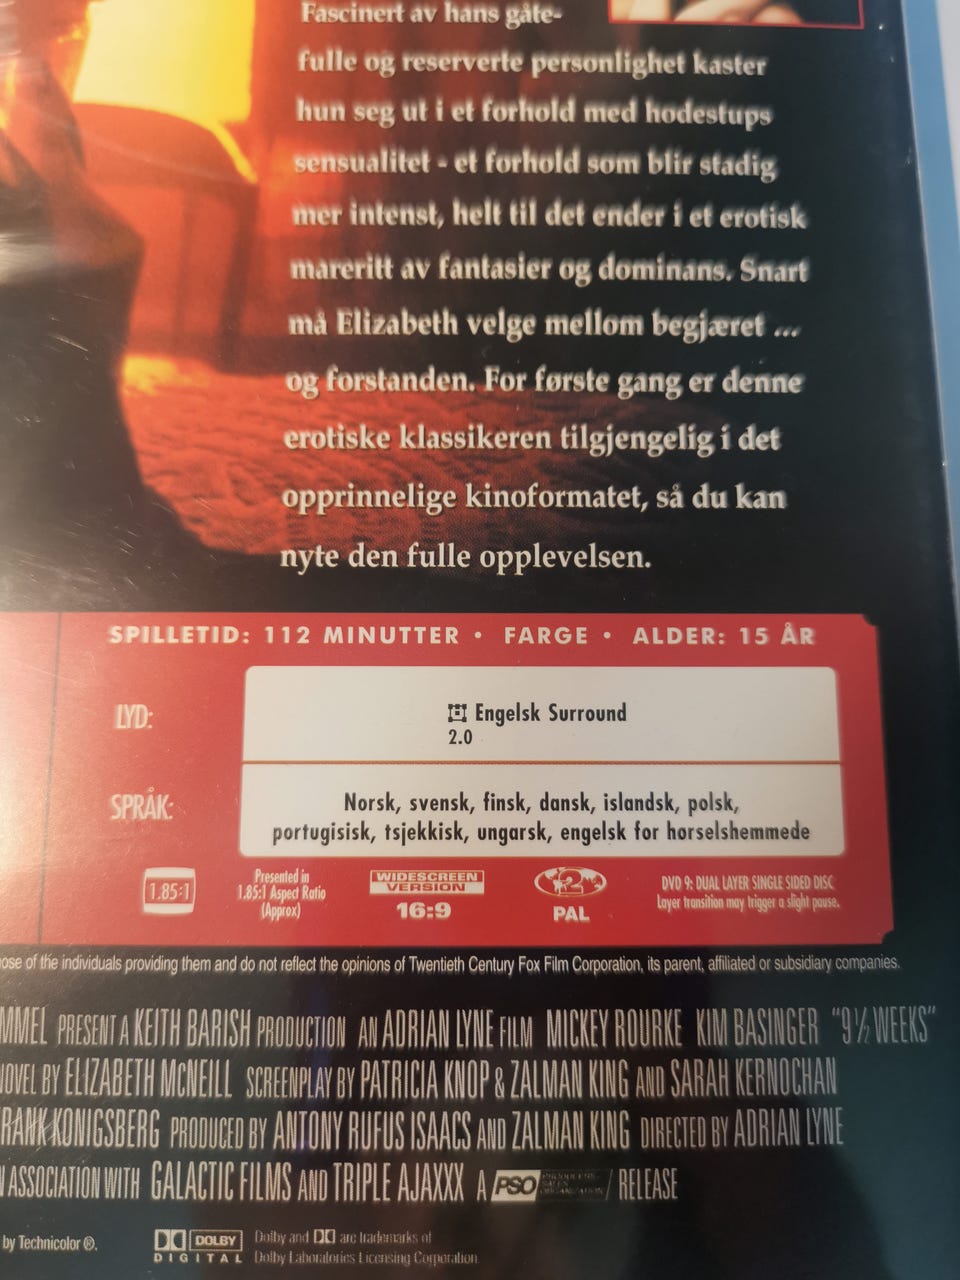 Fascinert av hans gåte-
fulle og reserverte personlighet kaster
hun seg ut i et forhold med hodestups
sensualitet - et forhold som blir stadig
mer intenst, helt til det ender i et erotisk
mareritt av fantasier og dominans. Snart
må Elizabeth velge mellom begjæret ...
og forstanden. For første gang er denne
erotiske klassikeren tilgjengelig i det
opprinnelige kinoformatet, så du kan
nyte den fulle opplevelsen.
SPILLETID: 112 MINUTTER • FARGE • ALDER: 15 ÅR
LYD:
Engelsk Surround
2.0
SPRÅK:
Norsk, svensk, finsk, dansk, islandsk, polsk,
portugisisk, tsjekkisk, ungarsk, engelsk for hørselshemmede
1.85:1
Presented in
1.85:1 Aspect Ratio
(Approx)
WIDESCREEN
VERSION
16:9
2
PAL
DVD 9: DUAL LAYER SINGLE SIDED DISC
Layer transition may trigger a slight pause.
of the individuals providing them and do not reflect the opinions of Twentieth Century Fox Film Corporation, its parent, affiliated or subsidiary companies.
PRESENT A KEITH BARISH PRODUCTION AN ADRIAN LYNE FILM MICKEY ROURKE KIM BASINGER "9½ WEEKS"
BY ELIZABETH McNEILL SCREENPLAY BY PATRICIA KNOP & ZALMAN KING AND SARAH KERNOCHAN
KONIGSBERG PRODUCED BY ANTONY RUFUS ISAACS AND ZALMAN KING DIRECTED BY ADRIAN LYNE
ASSOCIATION WITH GALACTIC FILMS AND TRIPLE AJAXXX A PSO PRODUCERS SALES ORGANIZATION RELEASE
by Technicolor ®.
DOLBY
DIGITAL
Dolby and are trademarks of
Dolby Laboratories Licensing Corporation.